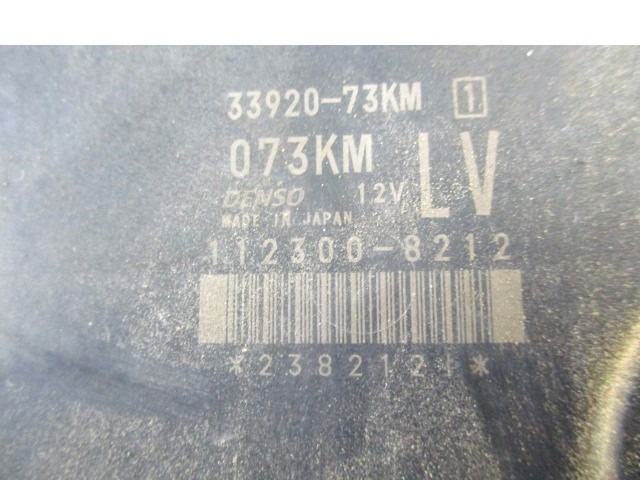 33920-73KM 1
073KM LV
DENSO 12V
MADE IN JAPAN
112300-8212
*2382121*